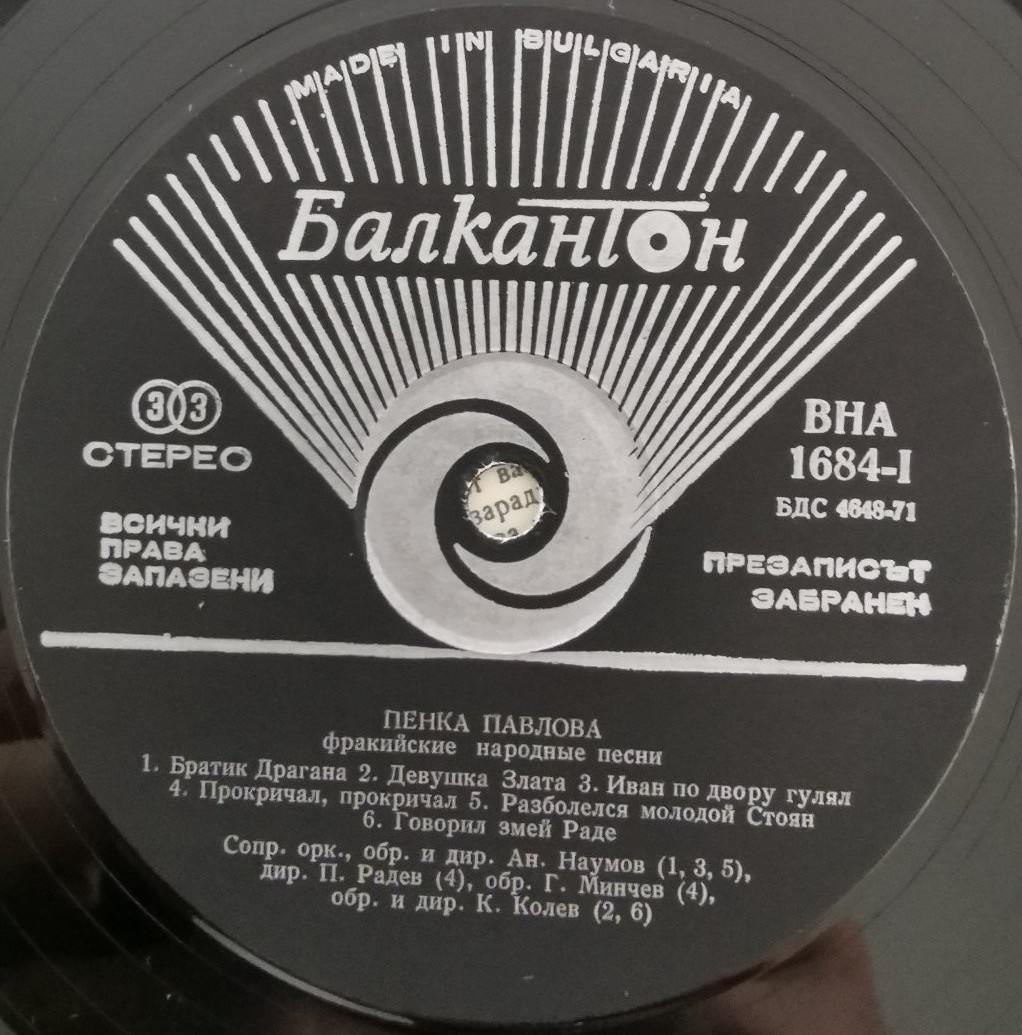 MADE IN BULGARIA
Балкантон
33
СТЕРЕО
ВСИЧКИ
ПРАВА
ЗАПАЗЕНИ
ВНА
1684-I
БДС 4648-71
ПРЕЗАПИСЪТ
ЗАБРАНЕН
ПЕНКА ПАВЛОВА
фракийские народные песни
1. Братик Драгана 2. Девушка Злата 3. Иван по двору гулял
4. Прокричал, прокричал 5. Разболелся молодой Стоян
6. Говорил змей Раде
Сопр. орк., обр. и дир. Ан. Наумов (1, 3, 5),
дир. П. Радев (4), обр. Г. Минчев (4),
обр. и дир. К. Колев (2, 6)